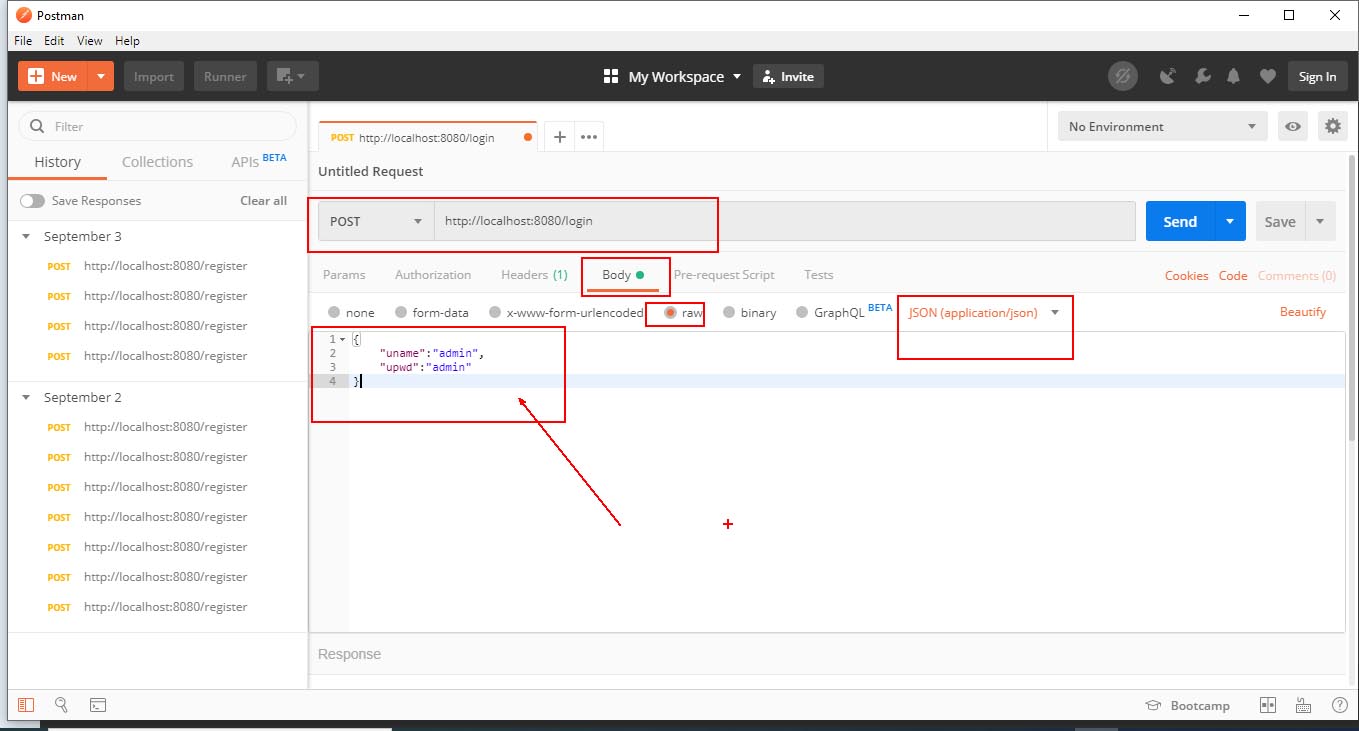 Postman
File Edit View Help
New Import Runner My Workspace Invite Sign In
Filter
History Collections APIs BETA
Save Responses Clear all
September 3
POST http://localhost:8080/register
POST http://localhost:8080/register
POST http://localhost:8080/register
POST http://localhost:8080/register
September 2
POST http://localhost:8080/register
POST http://localhost:8080/register
POST http://localhost:8080/register
POST http://localhost:8080/register
POST http://localhost:8080/register
POST http://localhost:8080/register
POST http://localhost:8080/register
POST http://localhost:8080/login No Environment
Untitled Request
POST http://localhost:8080/login Send Save
Params Authorization Headers (1) Body Pre-request Script Tests Cookies Code Comments (0)
none form-data x-www-form-urlencoded raw binary GraphQL BETA JSON (application/json) Beautify
1 {
2 "uname":"admin",
3 "upwd":"admin"
4 }
Response
Bootcamp